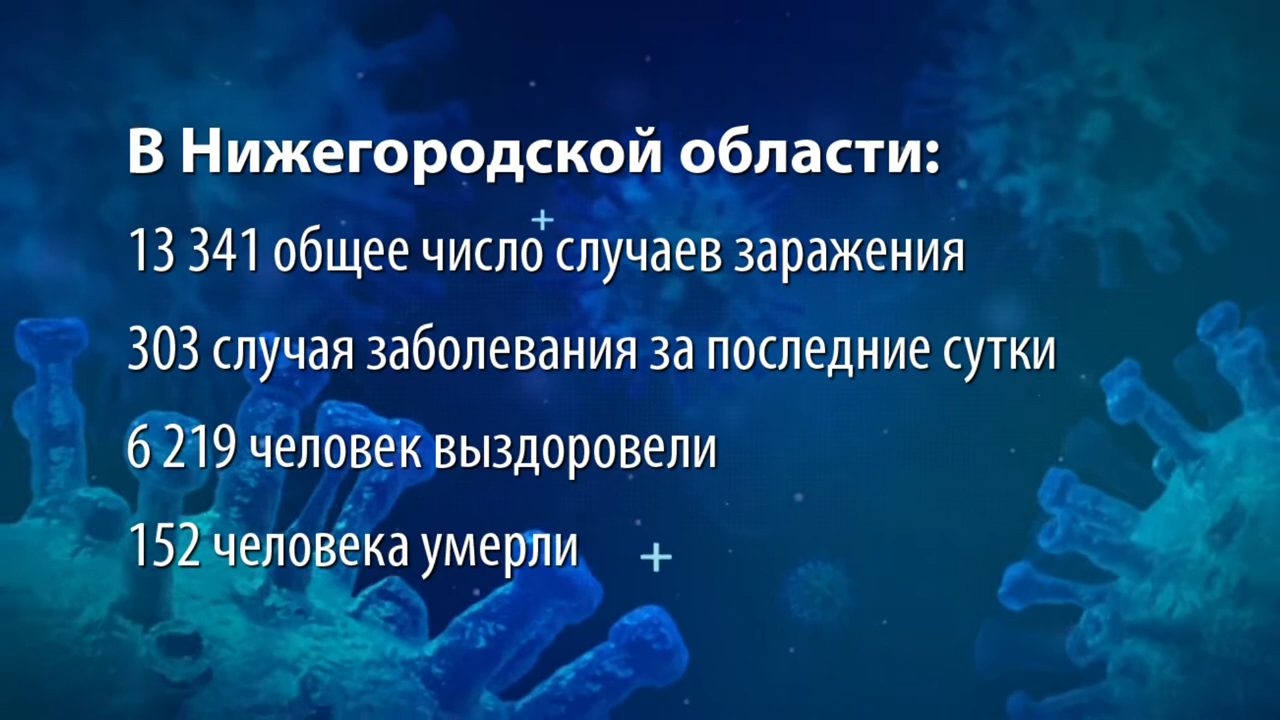 В Нижегородской области:
13 341 общее число случаев заражения
303 случая заболевания за последние сутки
6 219 человек выздоровели
152 человека умерли